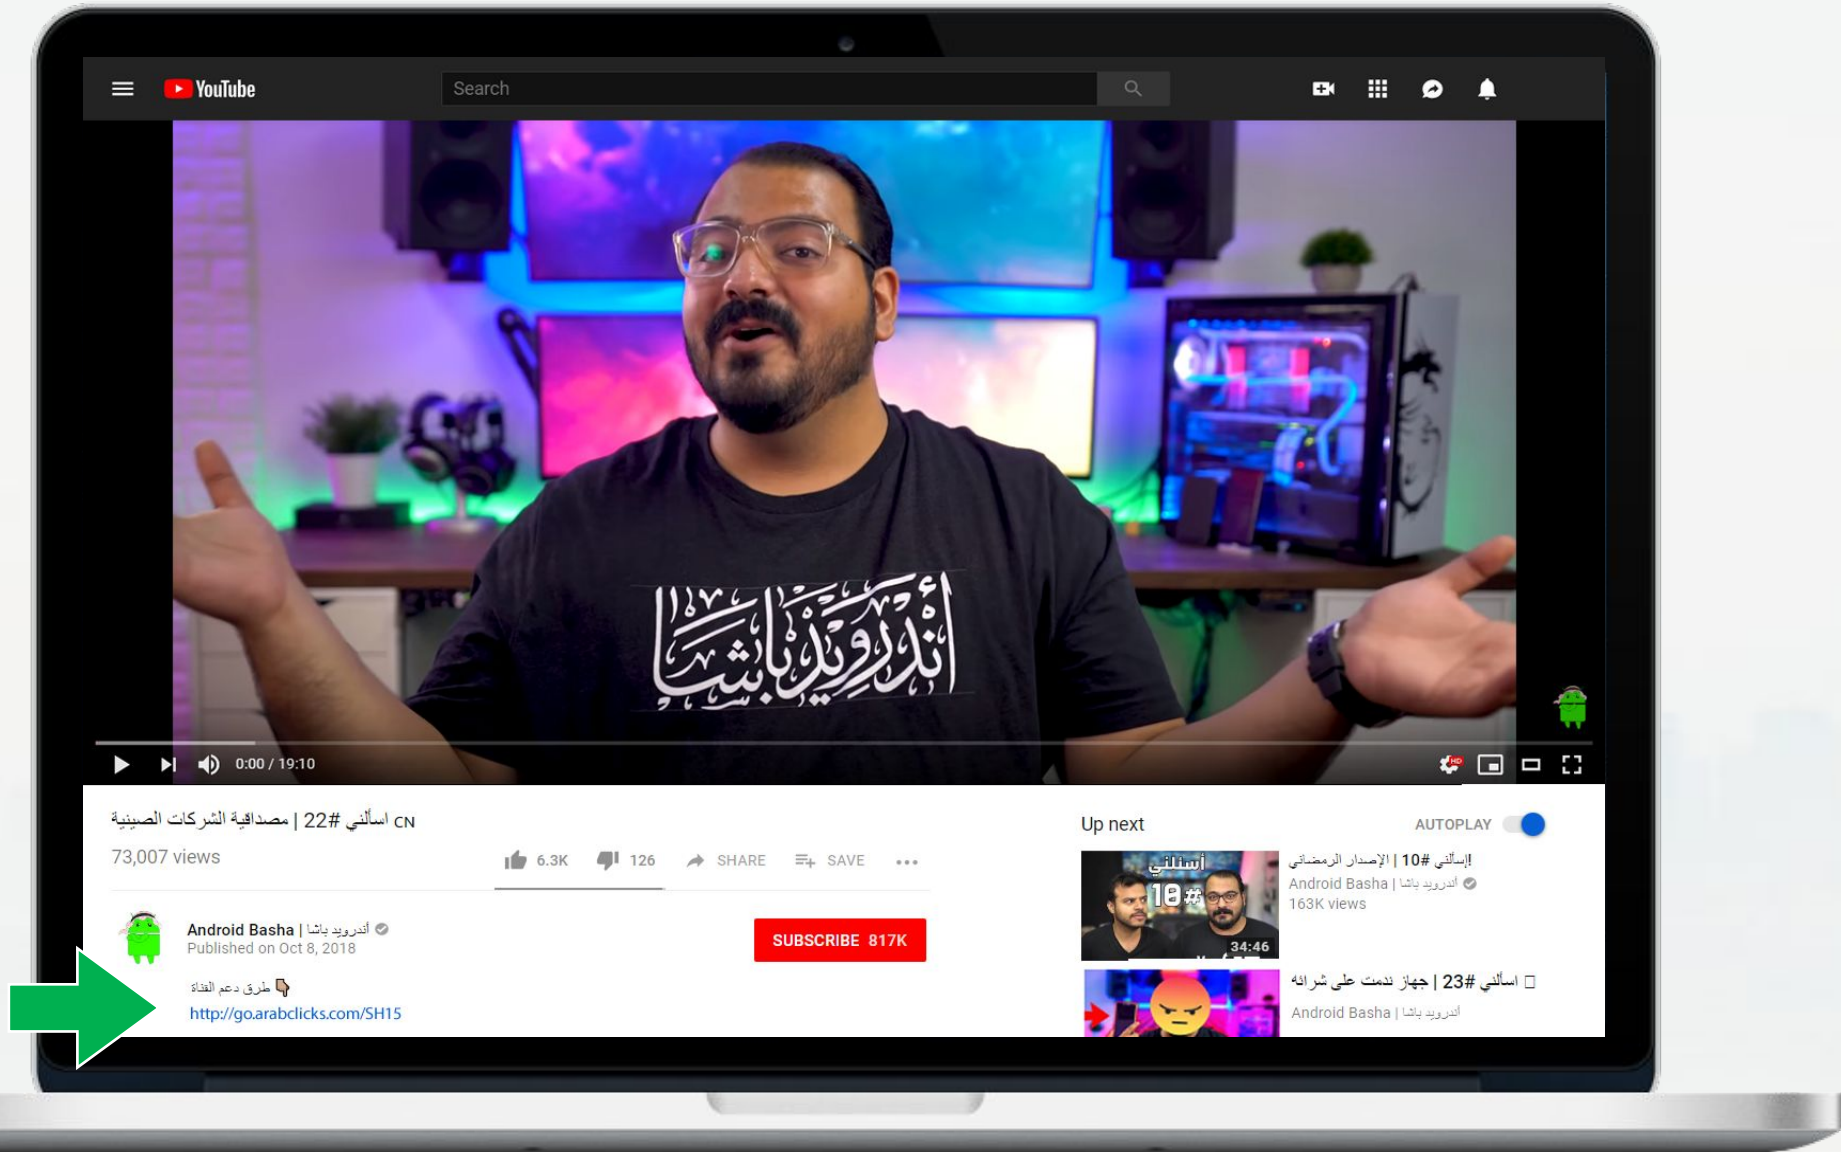 YouTube
Search
أندرويد باشا
0:00 / 19:10
HD
اسألني #22 | مصداقية الشركات الصينية CN
73,007 views
6.3K
126
SHARE
SAVE
Android Basha | أندرويد باشا
Published on Oct 8, 2018
SUBSCRIBE 817K
طرق دعم القناة
http://go.arabclicks.com/SH15
Up next
AUTOPLAY
أسئلني
#10
34:46
إسألني #10 | الإصدار الرمضاني!
Android Basha | أندرويد باشا
163K views
اسألني #23 | جهاز ندمت على شرائه
Android Basha | أندرويد باشا